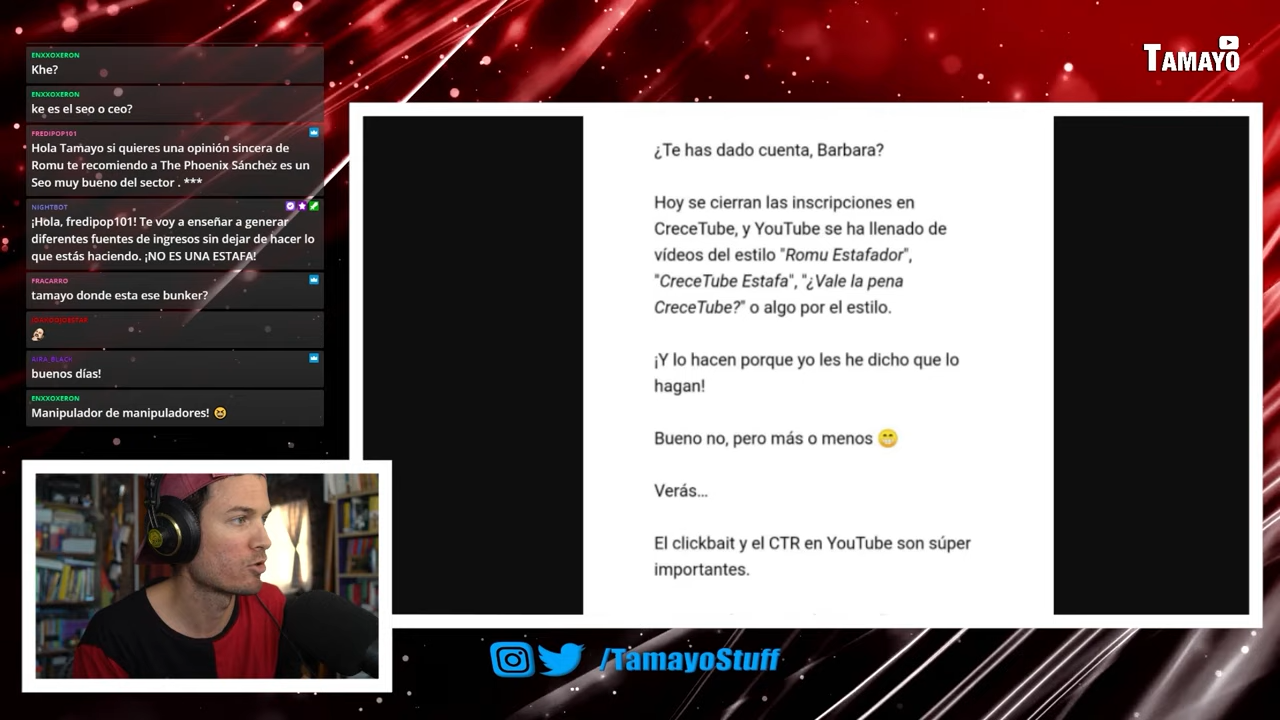 ENXXOXERON
Khe?
ENXXOXERON
ke es el seo o ceo?
FREDIPOP101
Hola Tamayo si quieres una opinión sincera de
Romu te recomiendo a The Phoenix Sánchez es un
Seo muy bueno del sector . ***
NIGHTBOT
¡Hola, fredipop101! Te voy a enseñar a generar
diferentes fuentes de ingresos sin dejar de hacer lo
que estás haciendo. ¡NO ES UNA ESTAFA!
FRACARRO
tamayo donde esta ese bunker?
AIRA_BLACK
buenos días!
ENXXOXERON
Manipulador de manipuladores! 😆
TAMAYO
¿Te has dado cuenta, Barbara?
Hoy se cierran las inscripciones en
CreceTube, y YouTube se ha llenado de
vídeos del estilo "Romu Estafador",
"CreceTube Estafa", "¿Vale la pena
CreceTube?" o algo por el estilo.
¡Y lo hacen porque yo les he dicho que lo
hagan!
Bueno no, pero más o menos 😁
Verás...
El clickbait y el CTR en YouTube son súper
importantes.
/TamayoStuff